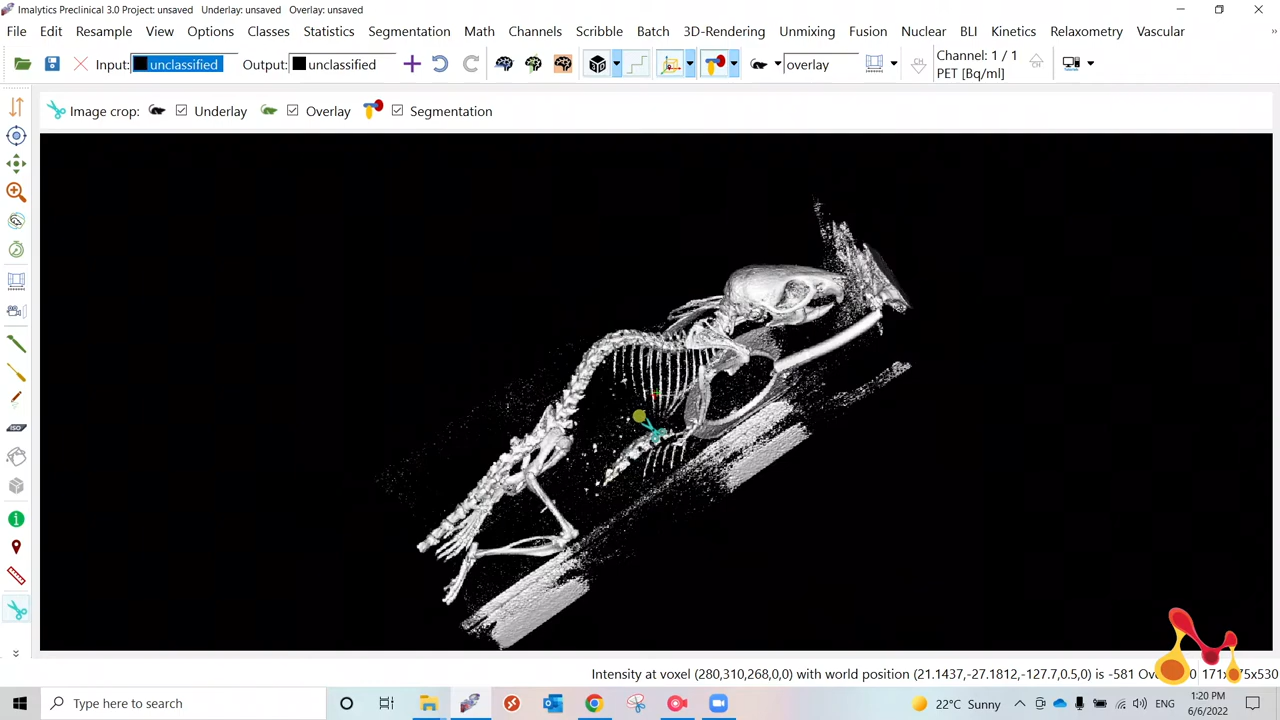 Imalytics Preclinical 3.0 Project: unsaved Underlay: unsaved Overlay: unsaved
File Edit Resample View Options Classes Statistics Segmentation Math Channels Scribble Batch 3D-Rendering Unmixing Fusion Nuclear BLI Kinetics Relaxometry Vascular
Input: unclassified Output: unclassified overlay Channel: 1 / 1
PET [Bq/ml]
Image crop: Underlay Overlay Segmentation
ISO
Intensity at voxel (280,310,268,0,0) with world position (21.1437,-27.1812,-127.7,0.5,0) is -581
Type here to search
22°C Sunny
1:20 PM
6/6/2022